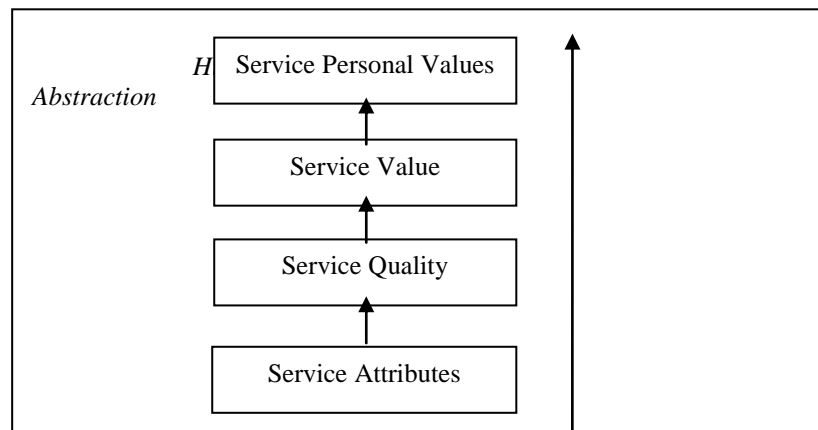 Service Personal Values
Abstraction
Service Value
Service Quality
Service Attributes